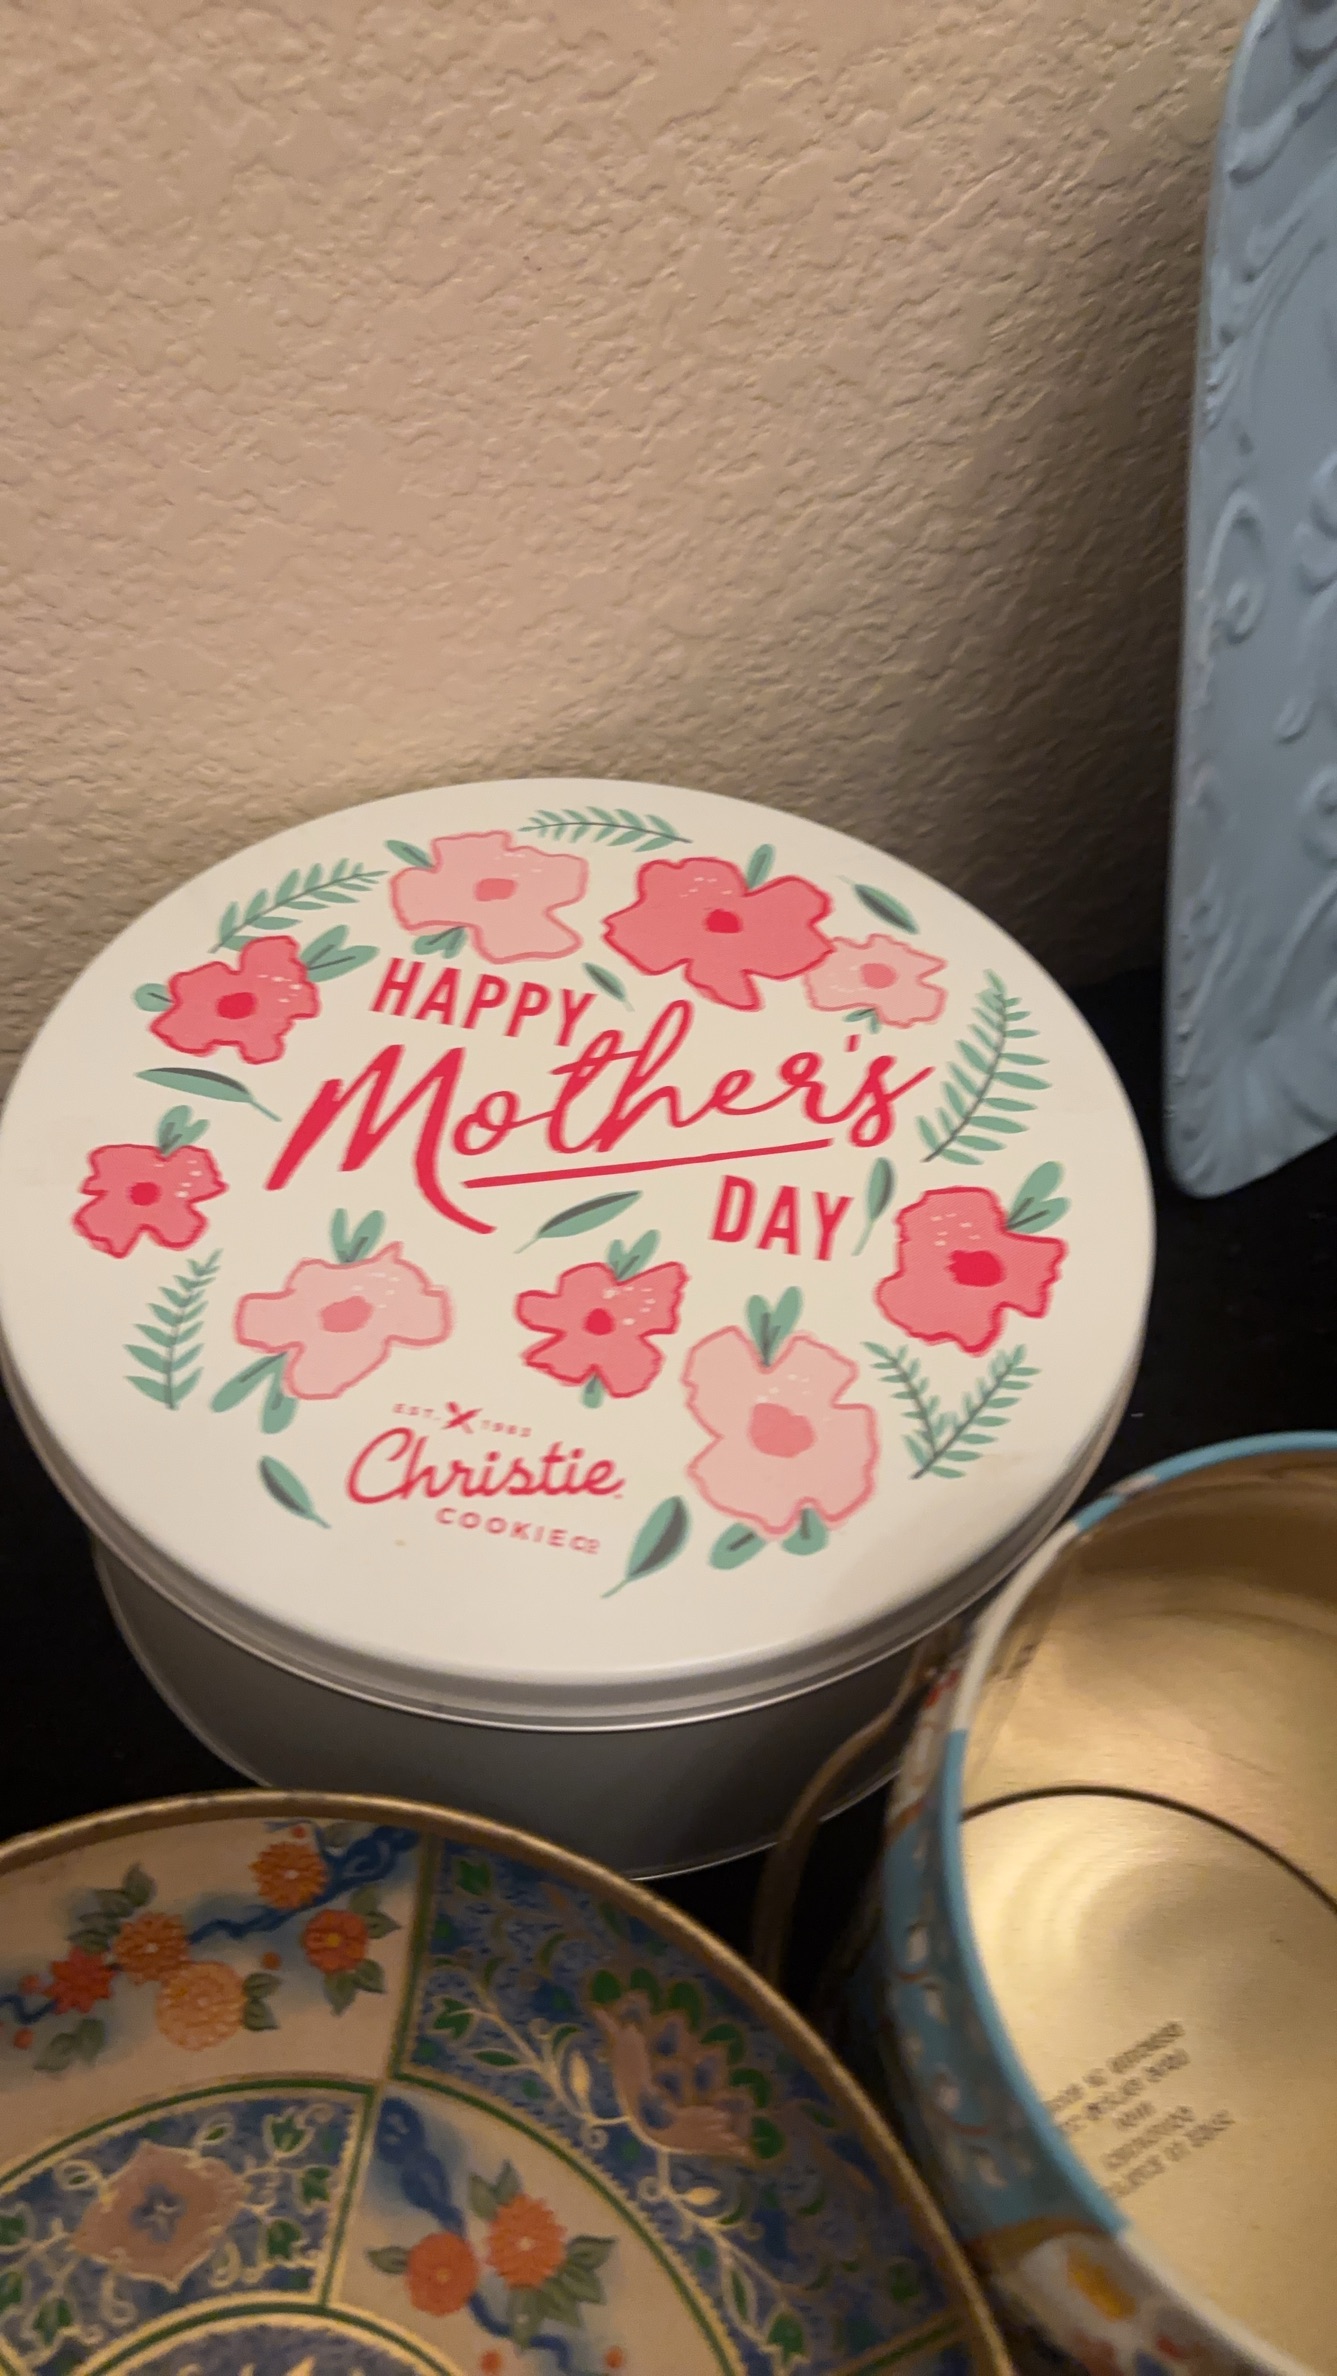 HAPPY
Mother's
DAY
EST. 1983
Christie
COOKIE CO